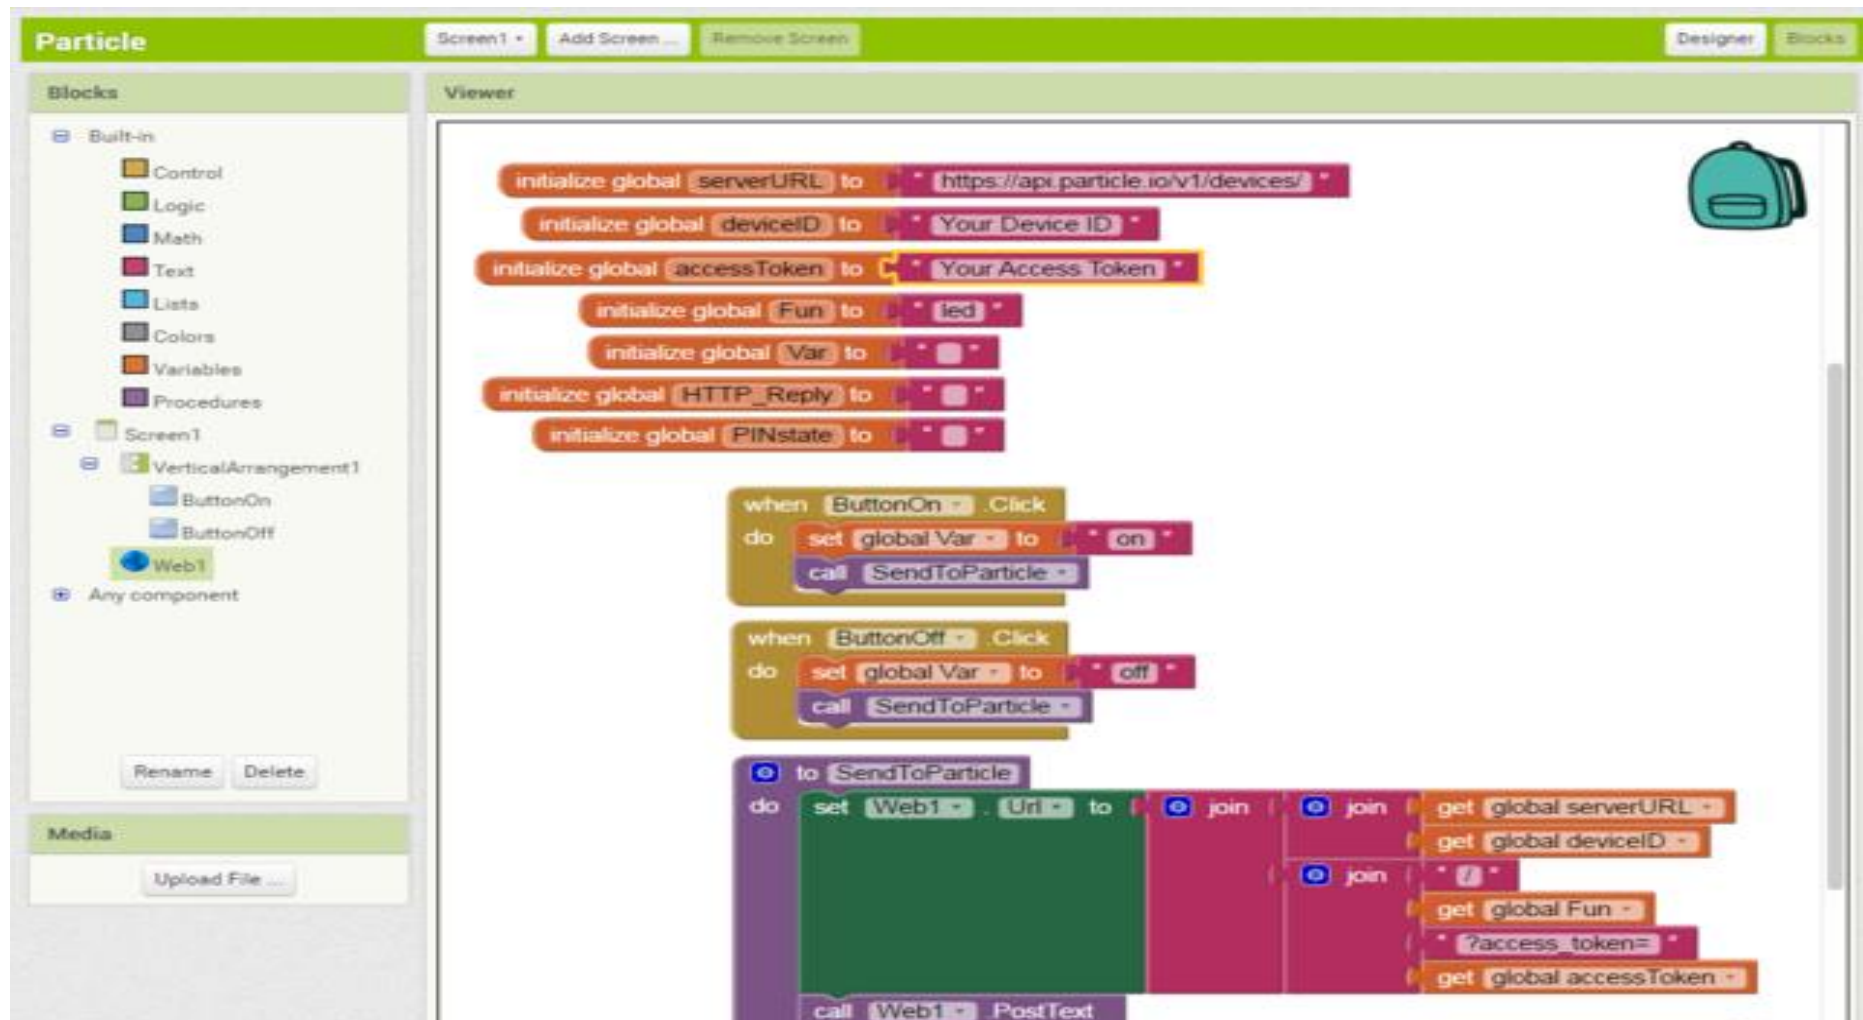 Particle
Screen1
Add Screen ...
Remove Screen
Designer
Blocks
Blocks
Built-in
Control
Logic
Math
Text
Lists
Colors
Variables
Procedures
Screen1
VerticalArrangement1
ButtonOn
ButtonOff
Web1
Any component
Rename Delete
Media
Upload File ...
Viewer
initialize global serverURL to " https://api.particle.io/v1/devices/ "
initialize global deviceID to " Your Device ID "
initialize global accessToken to " Your Access Token "
initialize global Fun to " led "
initialize global Var to " "
initialize global HTTP_Reply to " "
initialize global PINstate to " "
when ButtonOn .Click
do set global Var to " on "
call SendToParticle
when ButtonOff .Click
do set global Var to " off "
call SendToParticle
to SendToParticle
do set Web1 . Url to join join get global serverURL
get global deviceID
join " / "
get global Fun
" ?access_token= "
get global accessToken
call Web1 .PostText